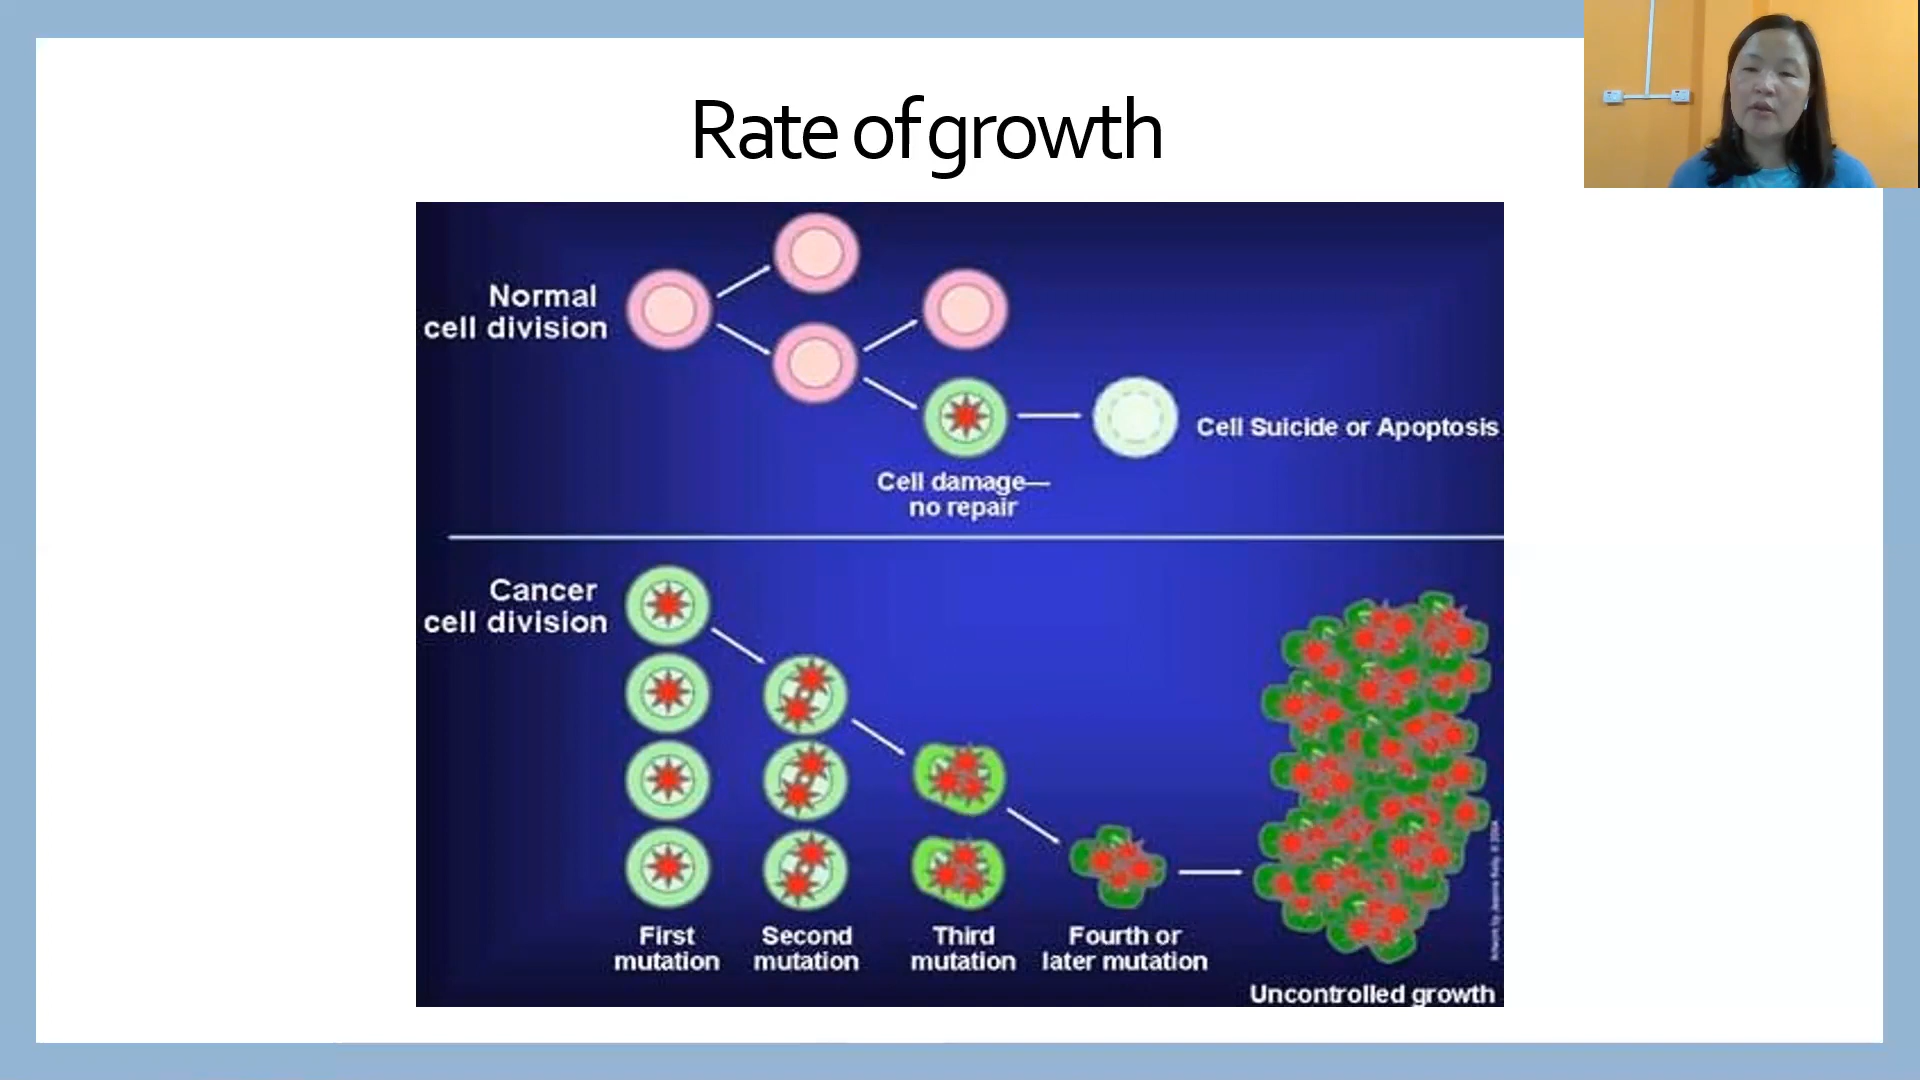 Rate of growth
Normal
cell division
Cell Suicide or Apoptosis
Cell damage—
no repair
Cancer
cell division
First
mutation
Second
mutation
Third
mutation
Fourth or
later mutation
Uncontrolled growth